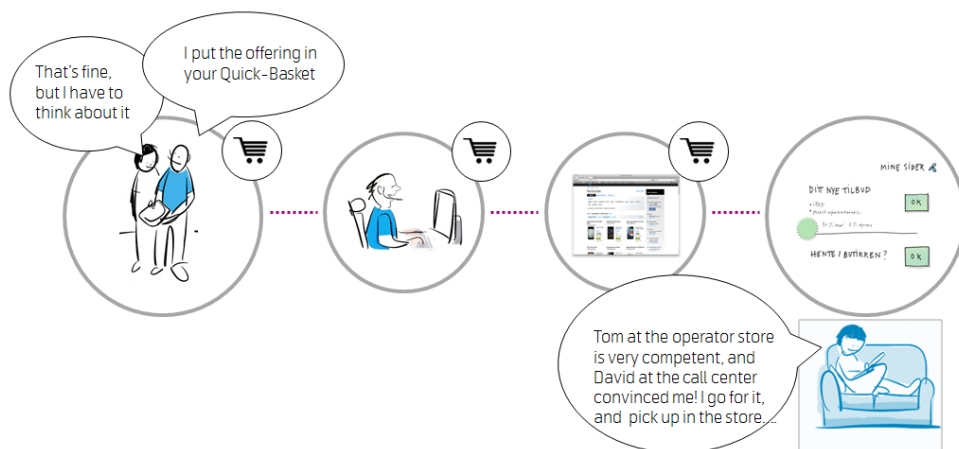 That's fine,
but I have to
think about it
I put the offering in
your Quick-Basket
MINE SIDER
DIT NYE TILBUD
OK
HENTE I BUTIKKEN?
OK
Tom at the operator store
is very competent, and
David at the call center
convinced me! I go for it,
and pick up in the store....